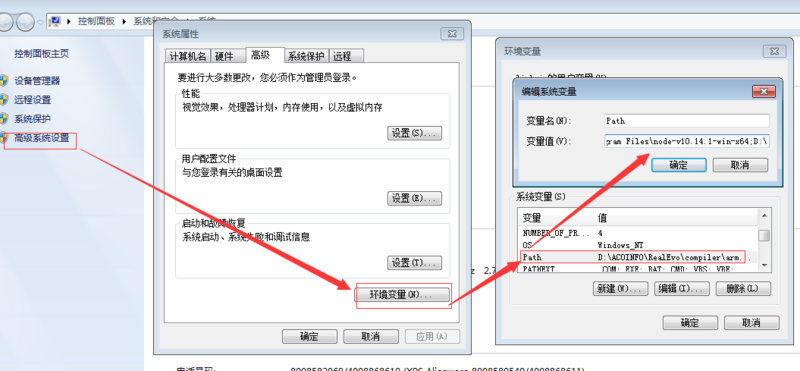 控制面板 ▸ 系统和安全 ▸ 系统
控制面板主页
设备管理器
远程设置
系统保护
高级系统设置
系统属性
计算机名 硬件 高级 系统保护 远程
要进行大多数更改，您必须作为管理员登录。
性能
视觉效果，处理器计划，内存使用，以及虚拟内存
设置(S)...
用户配置文件
与您登录有关的桌面设置
设置(E)...
启动和故障恢复
系统启动、系统失败和调试信息
设置(T)...
环境变量(N)...
确定 取消 应用(A)
环境变量
的用户变量(U)
编辑系统变量
变量名(N): Path
变量值(V): gram Files\node-v10.14.1-win-x64;D:\
确定 取消
系统变量(S)
变量 值
NUMBER_OF_PR... 4
OS Windows_NT
Path D:\ACOINFO\RealEvo\compiler\arm...
PATHEXT .COM;.EXE;.BAT;.CMD;.VBS;.VBE;
新建(W)... 编辑(I)... 删除(L)
确定 取消
z 2.7